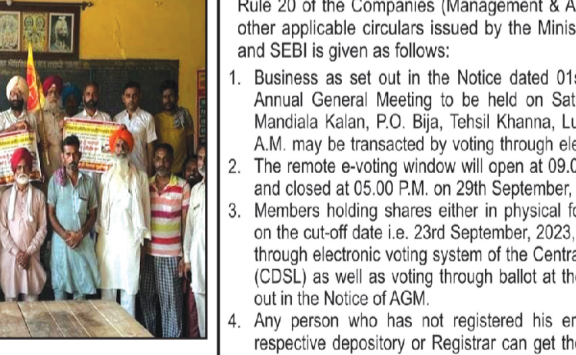 Rule 20 of the Companies (Management & A
other applicable circulars issued by the Minis
and SEBI is given as follows:
1. Business as set out in the Notice dated 01s
Annual General Meeting to be held on Sat
Mandiala Kalan, P.O. Bija, Tehsil Khanna, Lu
A.M. may be transacted by voting through ele
2. The remote e-voting window will open at 09.0
and closed at 05.00 P.M. on 29th September,
3. Members holding shares either in physical fo
on the cut-off date i.e. 23rd September, 2023,
through electronic voting system of the Centra
(CDSL) as well as voting through ballot at the
out in the Notice of AGM.
4. Any person who has not registered his em
respective depository or Registrar can get the